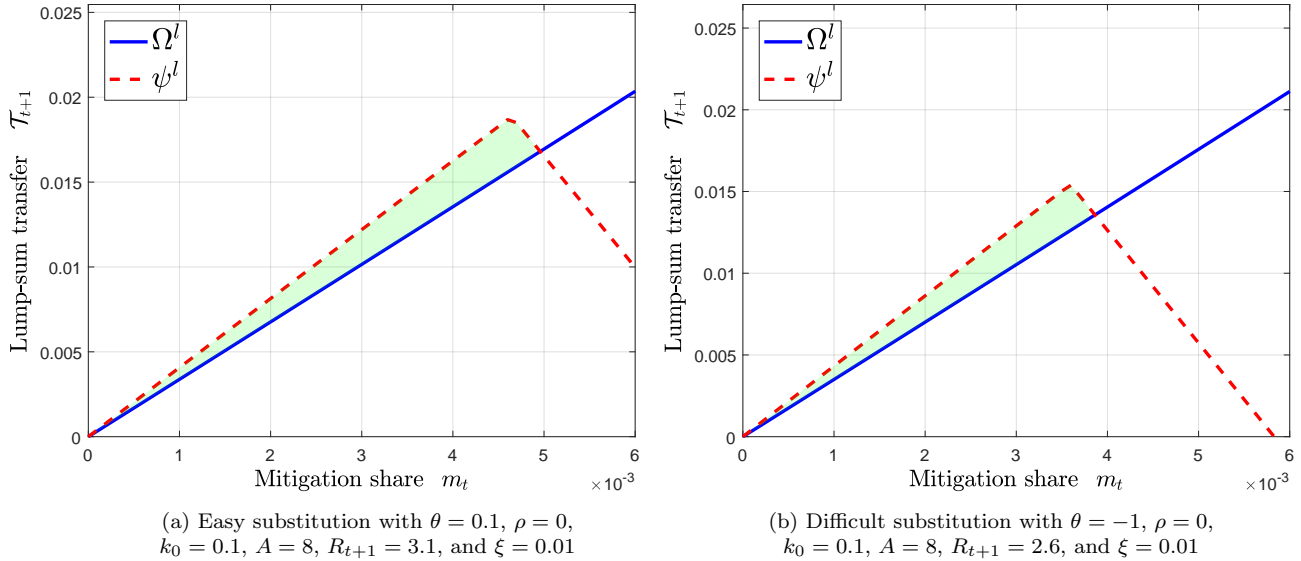 0.025
0.02
0.015
0.01
0.005
0
Lump-sum transfer 𝒯_{t+1}
Ω^l
ψ^l
0 1 2 3 4 5 6
×10^{-3}
Mitigation share m_t
(a) Easy substitution with θ = 0.1, ρ = 0,
k_0 = 0.1, A = 8, R_{t+1} = 3.1, and ξ = 0.01
0.025
0.02
0.015
0.01
0.005
0
Lump-sum transfer 𝒯_{t+1}
Ω^l
ψ^l
0 1 2 3 4 5 6
×10^{-3}
Mitigation share m_t
(b) Difficult substitution with θ = −1, ρ = 0,
k_0 = 0.1, A = 8, R_{t+1} = 2.6, and ξ = 0.01